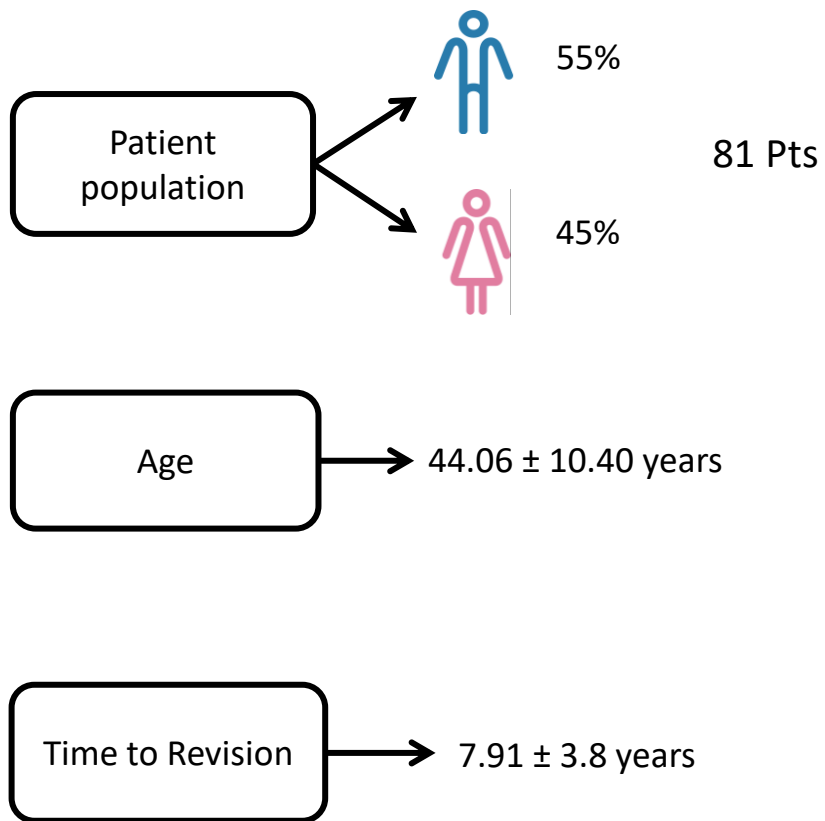 Patient
population
55%
45%
81 Pts
Age
44.06 ± 10.40 years
Time to Revision
7.91 ± 3.8 years